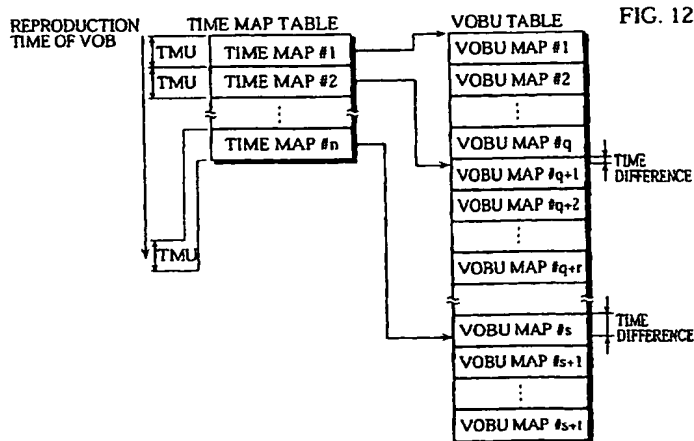 FIG. 12
REPRODUCTION
TIME OF VOB
TIME MAP TABLE
VOBU TABLE
TMU
TIME MAP #1
TMU
TIME MAP #2
⋮
TIME MAP #n
TMU
VOBU MAP #1
VOBU MAP #2
⋮
VOBU MAP #q
VOBU MAP #q+1
VOBU MAP #q+2
⋮
VOBU MAP #q+r
VOBU MAP #s
VOBU MAP #s+1
⋮
VOBU MAP #s+t
TIME
DIFFERENCE
TIME
DIFFERENCE